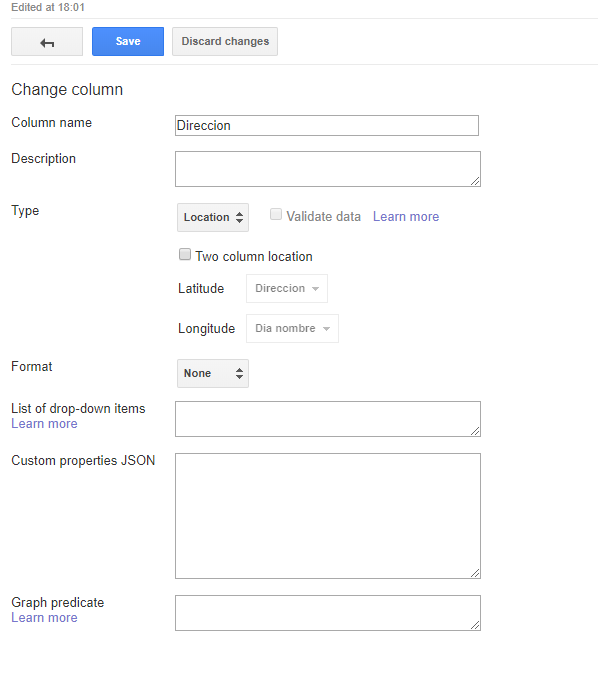 Edited at 18:01
Save Discard changes
Change column
Column name Direccion
Description
Type Location Validate data Learn more
Two column location
Latitude Direccion
Longitude Dia nombre
Format None
List of drop-down items
Learn more
Custom properties JSON
Graph predicate
Learn more